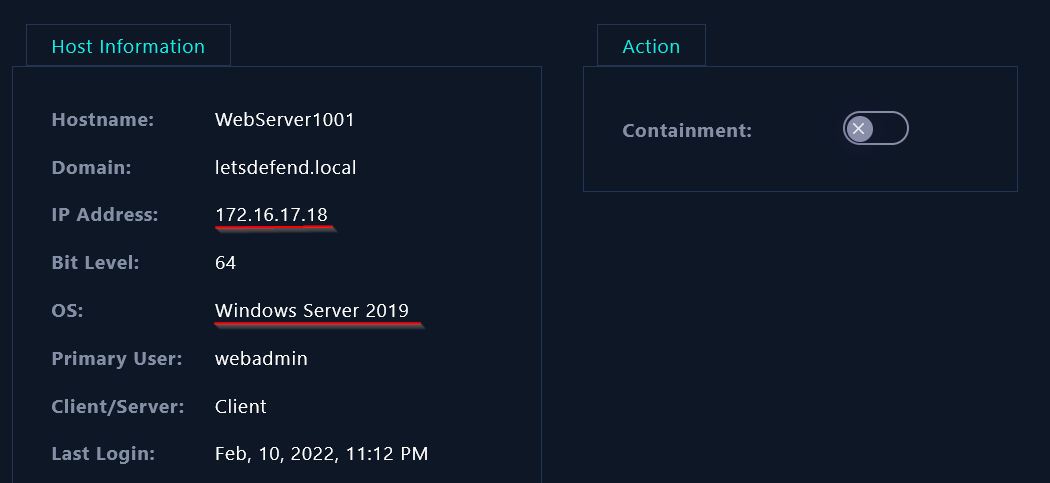 Host Information
Hostname: WebServer1001
Domain: letsdefend.local
IP Address: 172.16.17.18
Bit Level: 64
OS: Windows Server 2019
Primary User: webadmin
Client/Server: Client
Last Login: Feb, 10, 2022, 11:12 PM
Action
Containment: